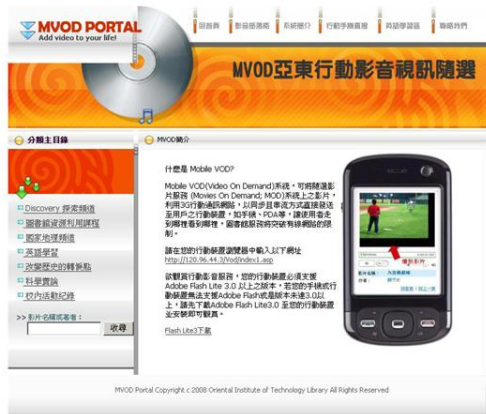 MVOD PORTAL
Add video to your life!
回首頁 影音部落格 系統簡介 行動手機直播 英語學習區 聯絡我們
MVOD亞東行動影音視訊隨選
分類主目錄
Discovery 探索頻道
圖書館資源利用課程
國家地理頻道
英語學習
改變歷史的轉捩點
科學實驗
校內活動紀錄
>> 影片名稱或著者：
收尋
MVOD簡介
什麼是 Mobile VOD?
Mobile VOD(Video On Demand)系統，可將隨選影
片服務 (Movies On Demand; MOD)系統上之影片，
利用3G行動通訊網路，以同步且串流方式直接就送
至用戶之行動裝置，如手機、PDA等，讓使用者走
到哪裡看到哪裡，圖書館服務將突破有線網路的限
制。
請在您的行動裝置瀏覽器中輸入以下網址
http://120.96.44.3/Vod/index1.asp
欲觀賞行動影音服務，您的行動裝置必須支援
Adobe Flash Lite 3.0 以上之版本，若您的手機或行
動裝置無法支援Adobe Flash或是版本未達3.0以
上，請先下載Adobe Flash Lite3.0 至您的行動裝置
並安裝即可觀賞。
Flash Lite3下載
播放影片
MVOD Portal Copyright c 2008 Oriental Institute of Technology Library All Rights Reserved